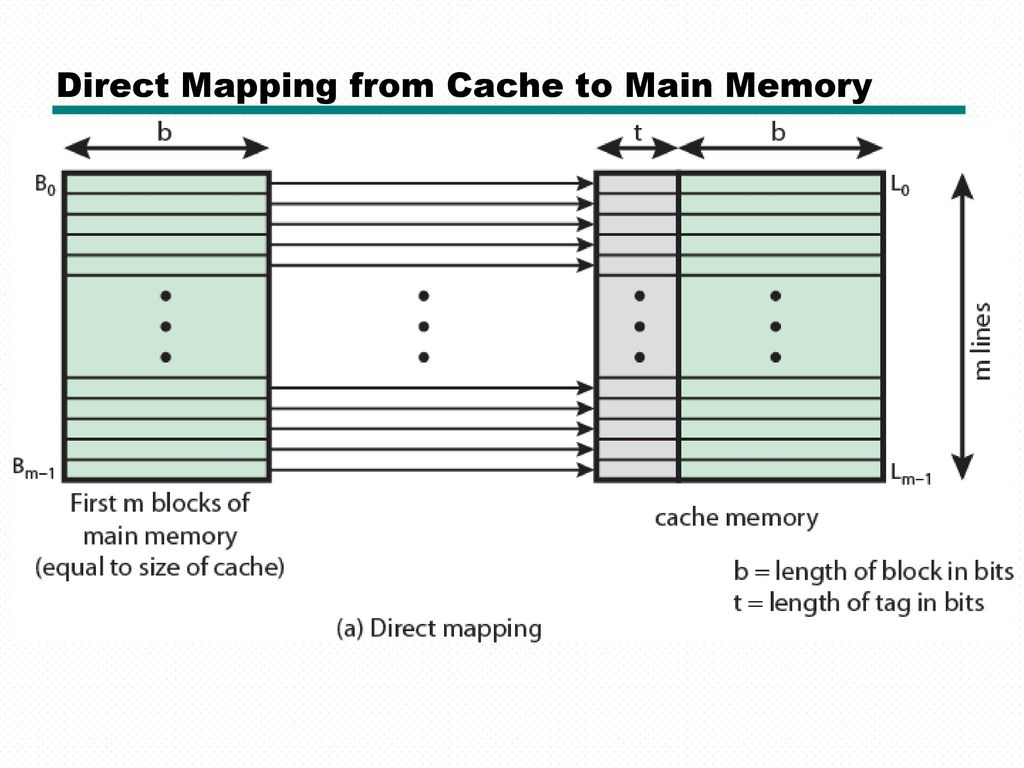 Direct Mapping from Cache to Main Memory
b
t
b
B₀
L₀
m lines
Bₘ₋₁
Lₘ₋₁
First m blocks of
main memory
(equal to size of cache)
cache memory
b = length of block in bits
t = length of tag in bits
(a) Direct mapping